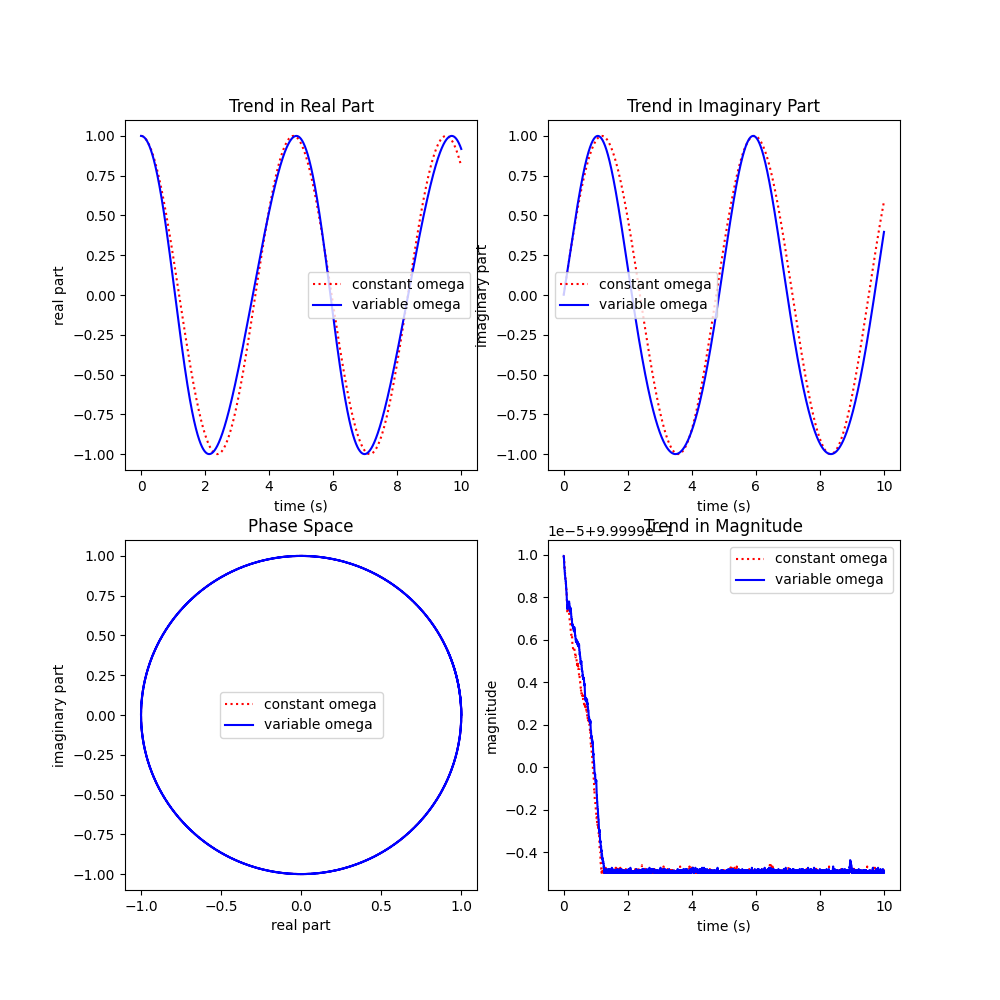 Trend in Real Part
1.00
0.75
0.50
0.25
0.00
−0.25
−0.50
−0.75
−1.00
real part
constant omega
variable omega
0 2 4 6 8 10
time (s)
Trend in Imaginary Part
1.00
0.75
0.50
0.25
0.00
−0.25
−0.50
−0.75
−1.00
imaginary part
constant omega
variable omega
0 2 4 6 8 10
time (s)
Phase Space
1.00
0.75
0.50
0.25
0.00
−0.25
−0.50
−0.75
−1.00
imaginary part
constant omega
variable omega
−1.0 −0.5 0.0 0.5 1.0
real part
1e-5+9.9999e-1
Trend in Magnitude
1.0
0.8
0.6
0.4
0.2
0.0
−0.2
−0.4
magnitude
constant omega
variable omega
0 2 4 6 8 10
time (s)